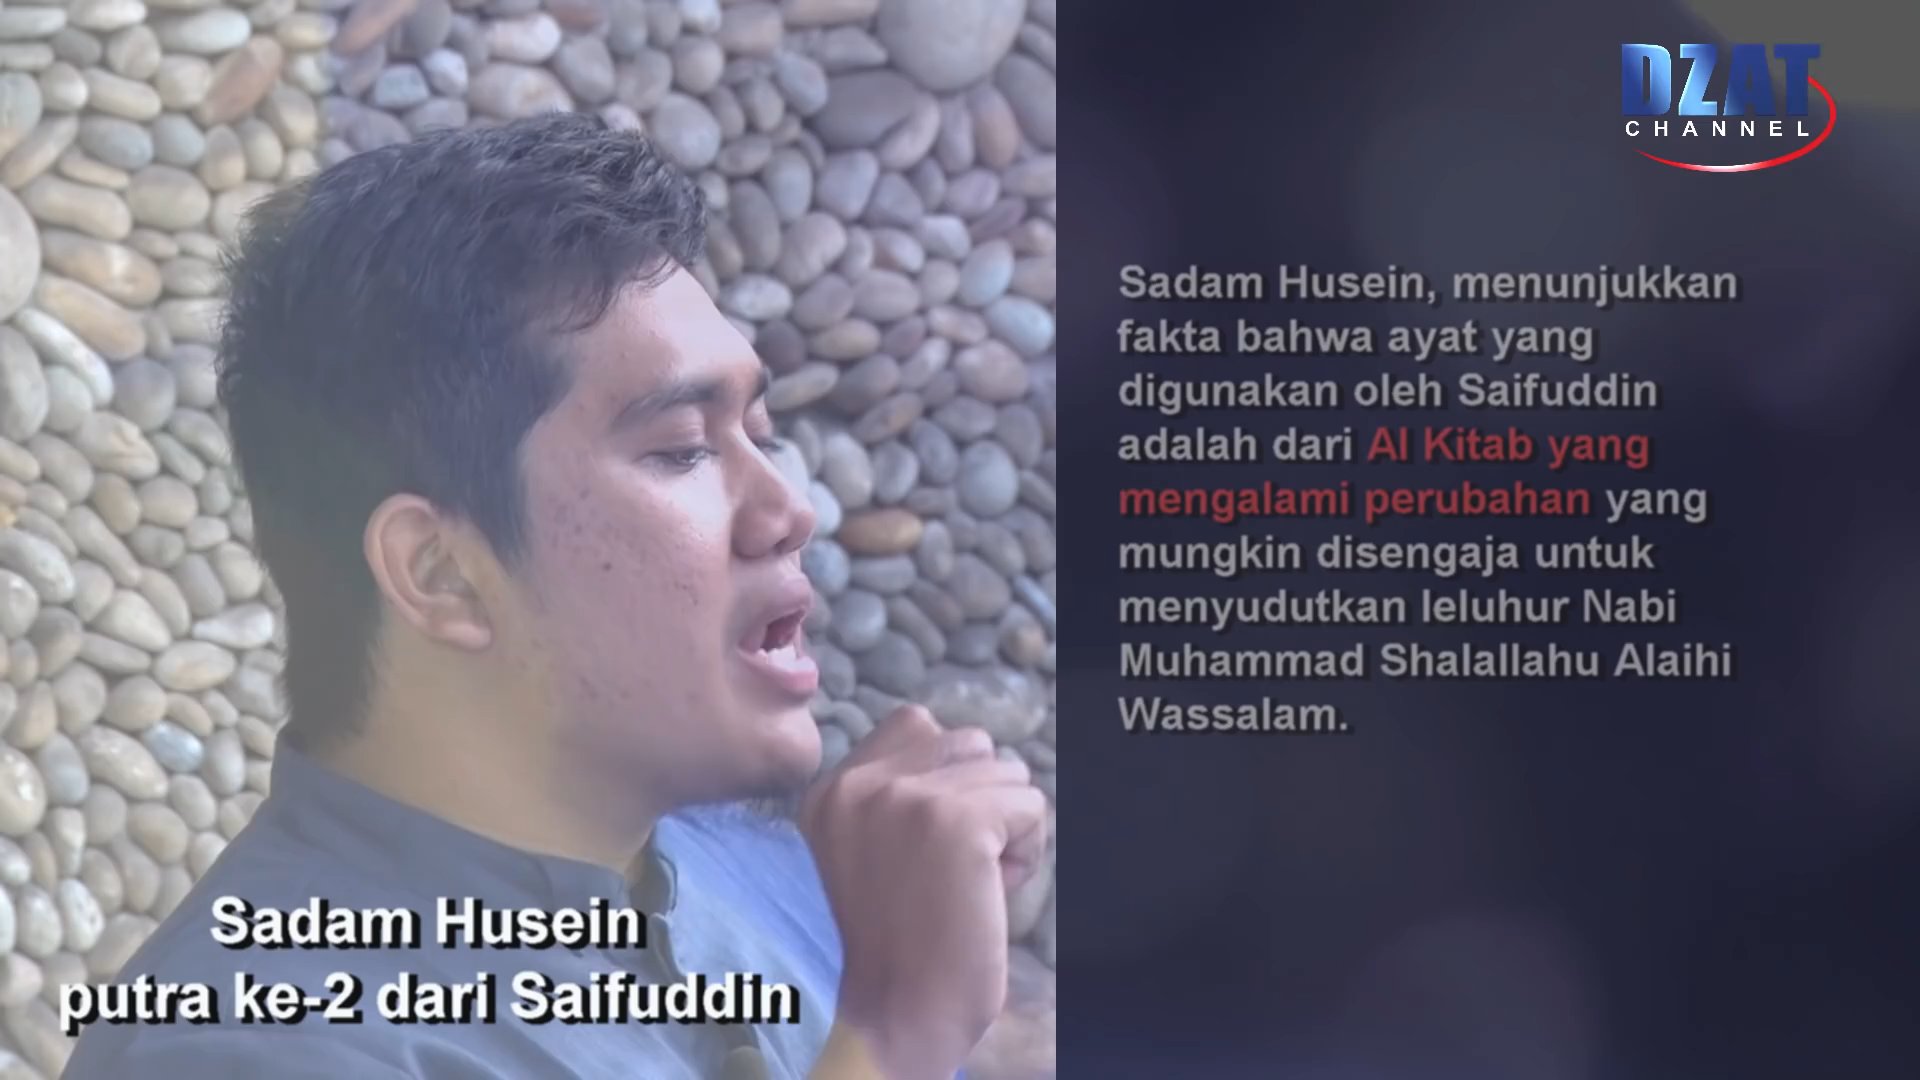 DZAT
CHANNEL
Sadam Husein, menunjukkan
fakta bahwa ayat yang
digunakan oleh Saifuddin
adalah dari Al Kitab yang
mengalami perubahan yang
mungkin disengaja untuk
menyudutkan leluhur Nabi
Muhammad Shalallahu Alaihi
Wassalam.
Sadam Husein
putra ke-2 dari Saifuddin